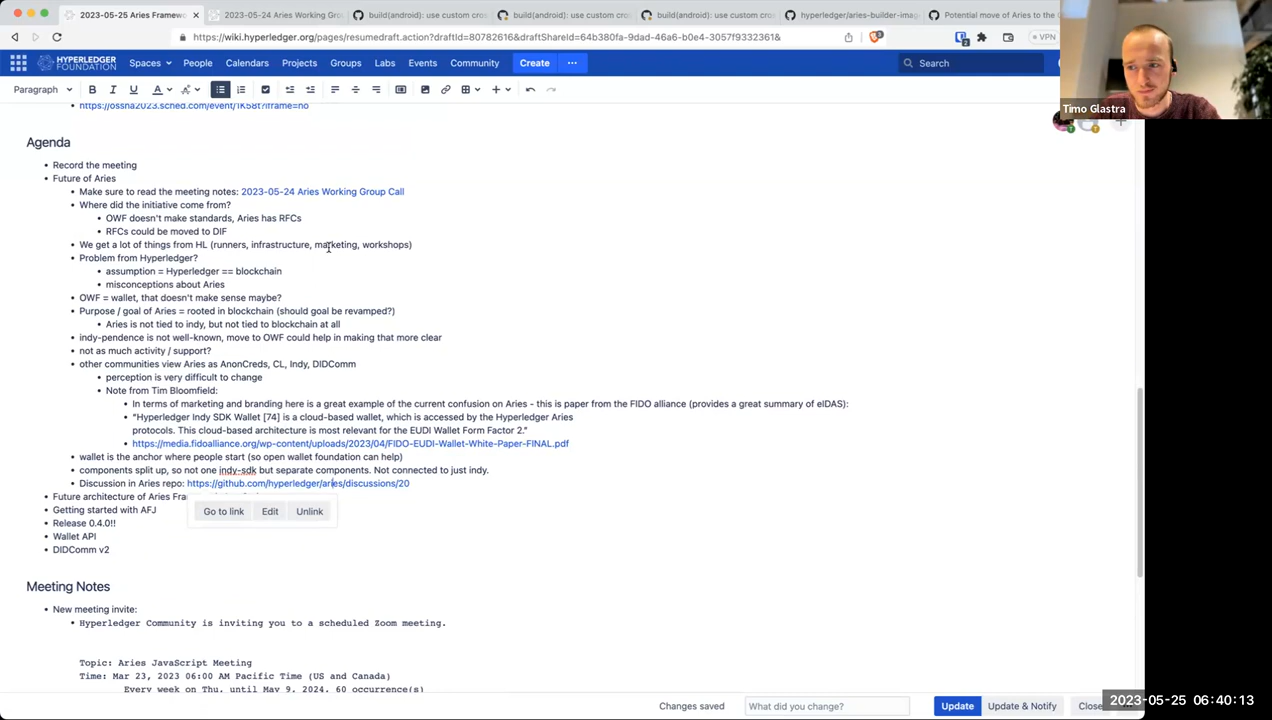 2023-05-25 Aries Framewo
2023-05-24 Aries Working Gro
build(android): use custom cro
build(android): use custom cro
build(android): use custom cro
hyperledger/aries-builder-imag
Potential move of Aries to the
https://wiki.hyperledger.org/pages/resumedraft.action?draftId=80782616&draftShareId=64b380fa-9dad-46a6-b0e4-3057f9332361&
VPN
HYPERLEDGER FOUNDATION
Spaces People Calendars Projects Groups Labs Events Community Create Search
Paragraph B I U A
https://ossna2023.sched.com/event/1K58t?iframe=no
Timo Glastra
Agenda
Record the meeting
Future of Aries
Make sure to read the meeting notes: 2023-05-24 Aries Working Group Call
Where did the initiative come from?
OWF doesn't make standards, Aries has RFCs
RFCs could be moved to DIF
We get a lot of things from HL (runners, infrastructure, marketing, workshops)
Problem from Hyperledger?
assumption = Hyperledger == blockchain
misconceptions about Aries
OWF = wallet, that doesn't make sense maybe?
Purpose / goal of Aries = rooted in blockchain (should goal be revamped?)
Aries is not tied to indy, but not tied to blockchain at all
indy-pendence is not well-known, move to OWF could help in making that more clear
not as much activity / support?
other communities view Aries as AnonCreds, CL, Indy, DIDComm
perception is very difficult to change
Note from Tim Bloomfield:
In terms of marketing and branding here is a great example of the current confusion on Aries - this is paper from the FIDO alliance (provides a great summary of eIDAS):
"Hyperledger Indy SDK Wallet [74] is a cloud-based wallet, which is accessed by the Hyperledger Aries
protocols. This cloud-based architecture is most relevant for the EUDI Wallet Form Factor 2."
https://media.fidoalliance.org/wp-content/uploads/2023/04/FIDO-EUDI-Wallet-White-Paper-FINAL.pdf
wallet is the anchor where people start (so open wallet foundation can help)
components split up, so not one indy-sdk but separate components. Not connected to just indy.
Discussion in Aries repo: https://github.com/hyperledger/aries/discussions/20
Future architecture of Aries Fra
Go to link Edit Unlink
Getting started with AFJ
Release 0.4.0!!
Wallet API
DIDComm v2
Meeting Notes
New meeting invite:
Hyperledger Community is inviting you to a scheduled Zoom meeting.
Topic: Aries JavaScript Meeting
Time: Mar 23, 2023 06:00 AM Pacific Time (US and Canada)
Every week on Thu, until May 9, 2024, 60 occurrence(s)
Changes saved What did you change? Update Update & Notify Close
2023-05-25 06:40:13